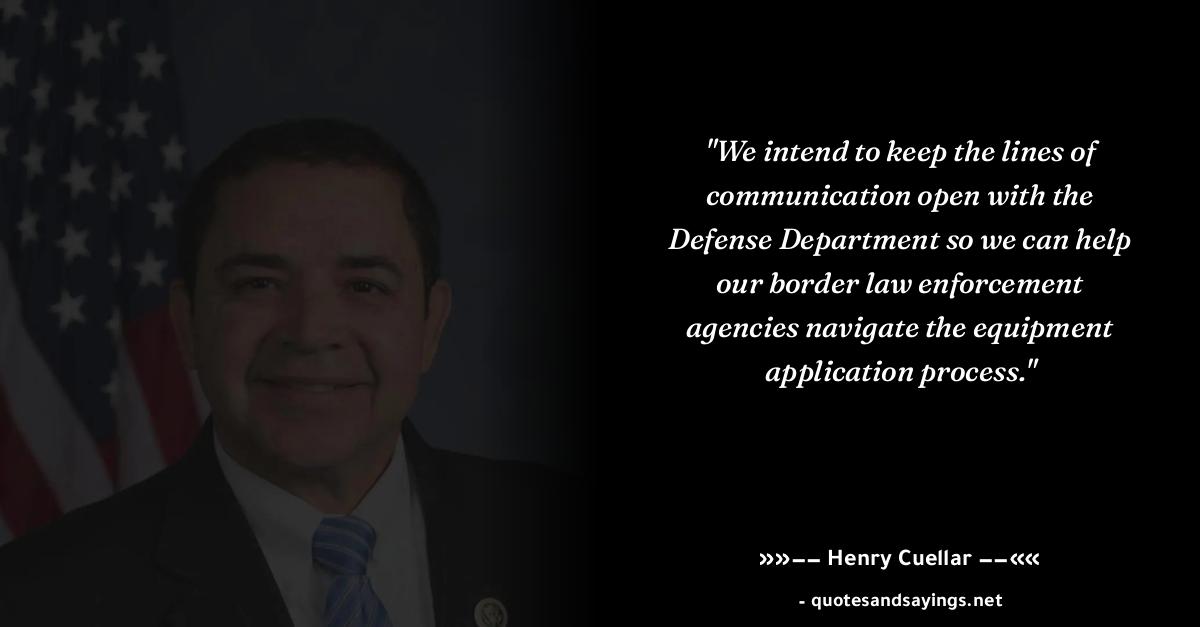 "We intend to keep the lines of
communication open with the
Defense Department so we can help
our border law enforcement
agencies navigate the equipment
application process."
»»−− Henry Cuellar −−««
- quotesandsayings.net